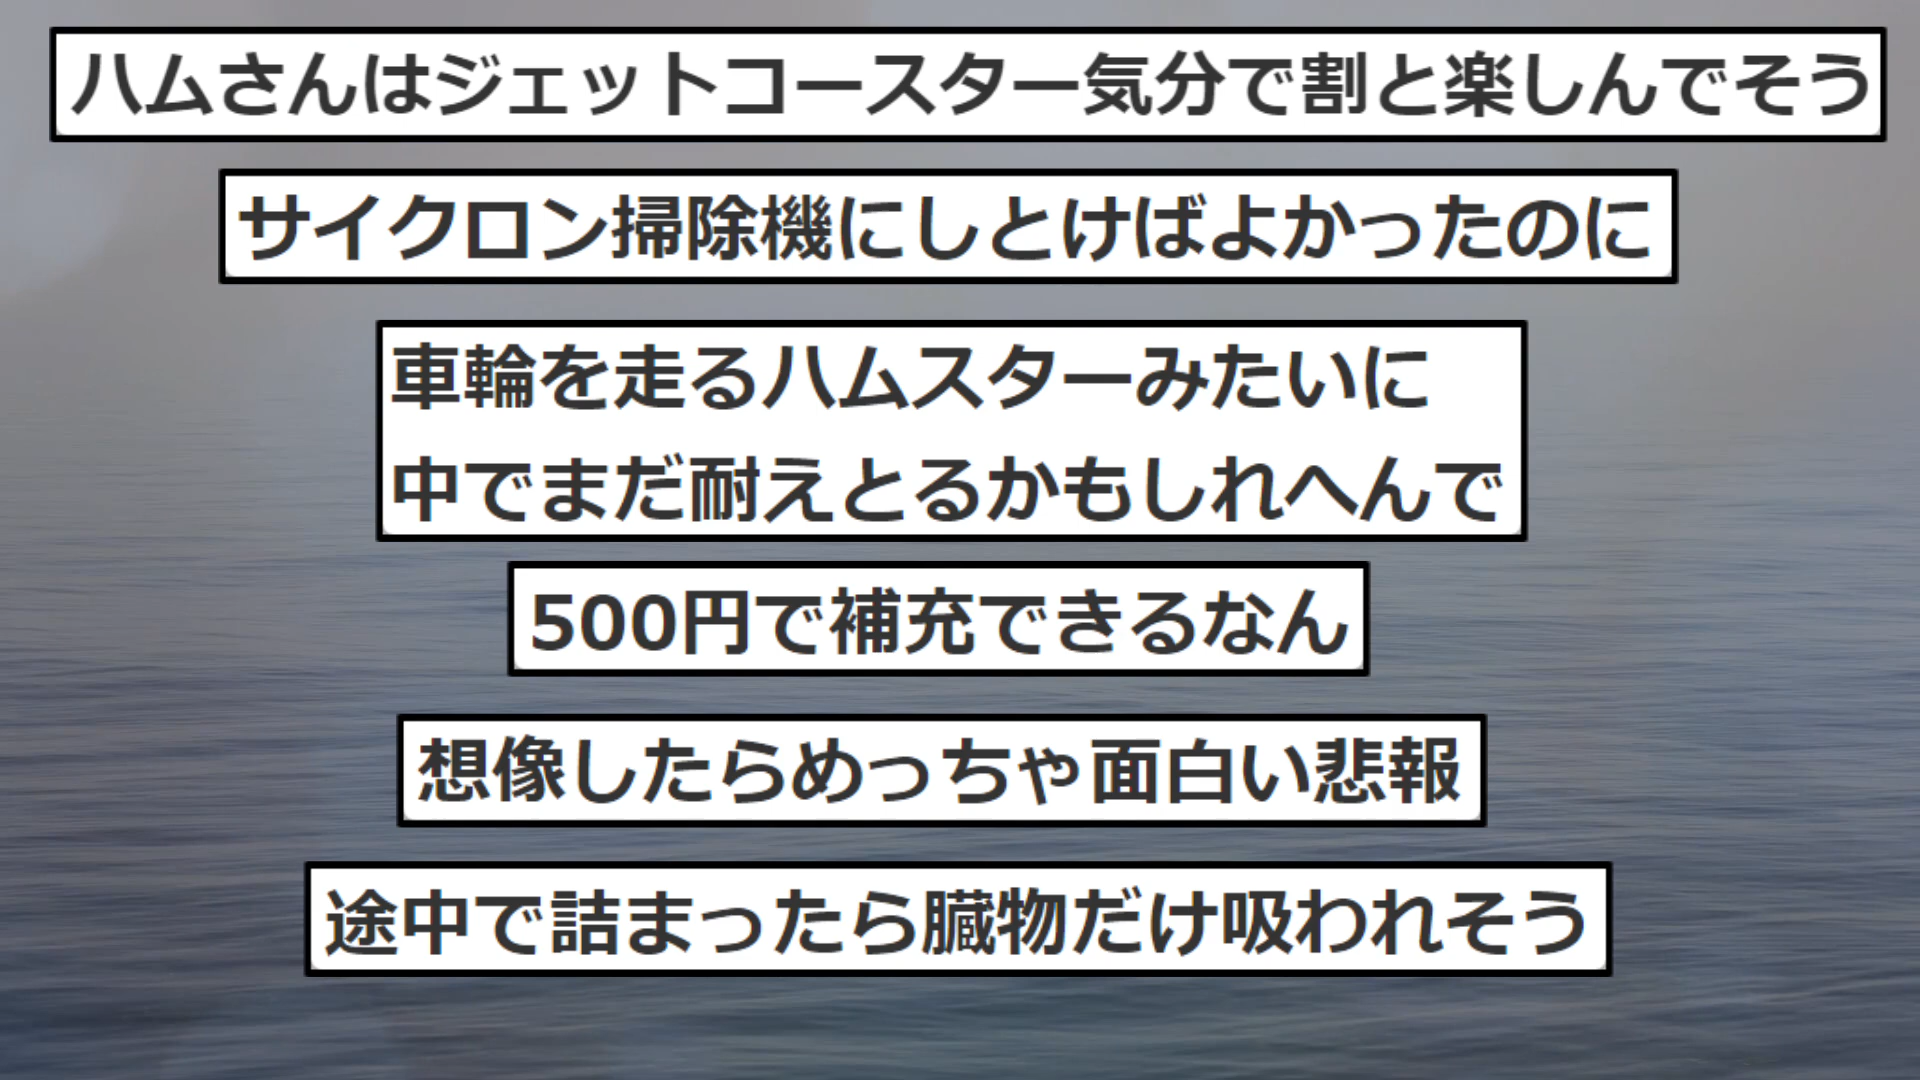 ハムさんはジェットコースター気分で割と楽しんでそう
サイクロン掃除機にしとけばよかったのに
車輪を走るハムスターみたいに
中でまだ耐えとるかもしれへんで
500円で補充できるなん
想像したらめっちゃ面白い悲報
途中で詰まったら臓物だけ吸われそう